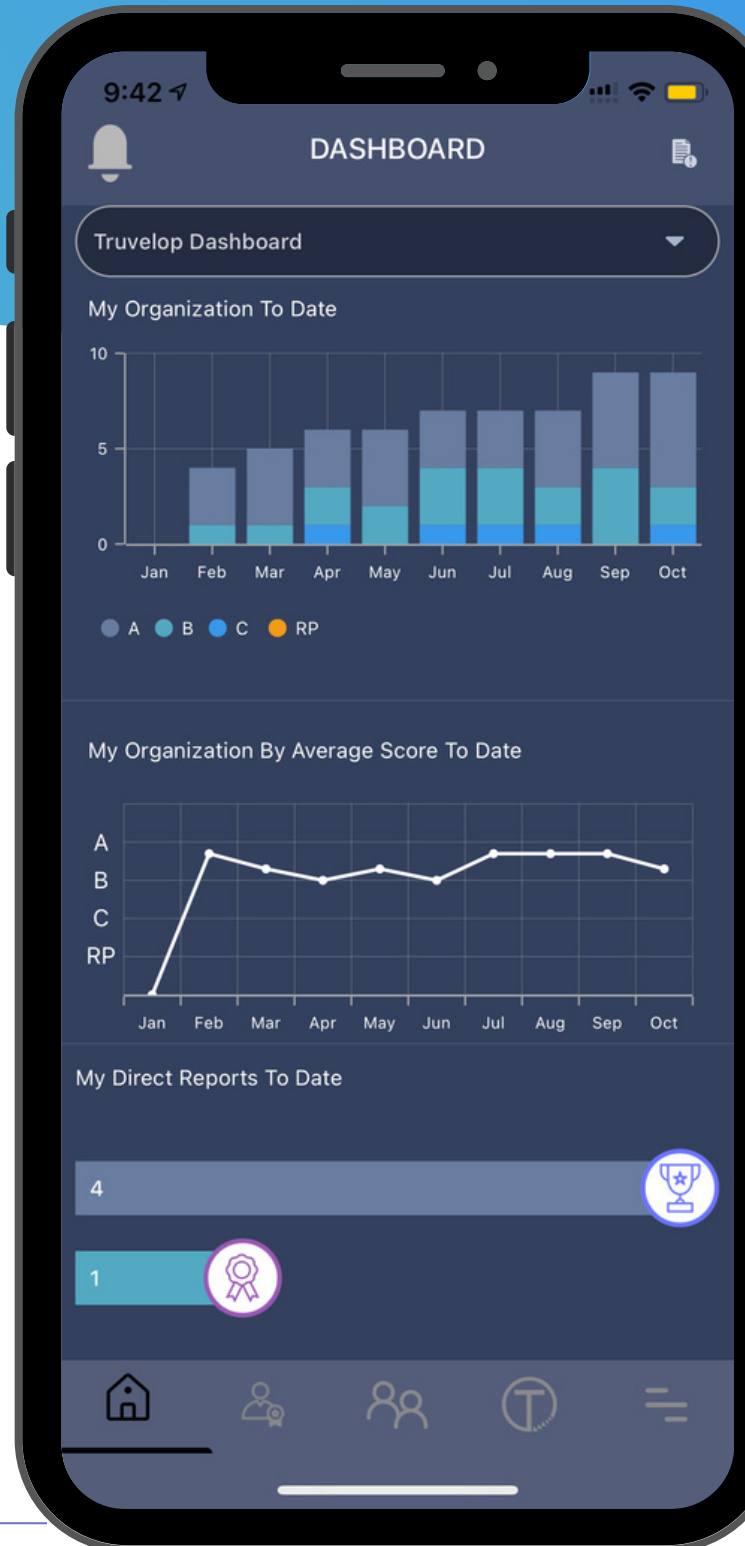 9:42
DASHBOARD
Truvelop Dashboard
My Organization To Date
10
5
0
Jan Feb Mar Apr May Jun Jul Aug Sep Oct
A B C RP
My Organization By Average Score To Date
A
B
C
RP
Jan Feb Mar Apr May Jun Jul Aug Sep Oct
My Direct Reports To Date
4
1
T